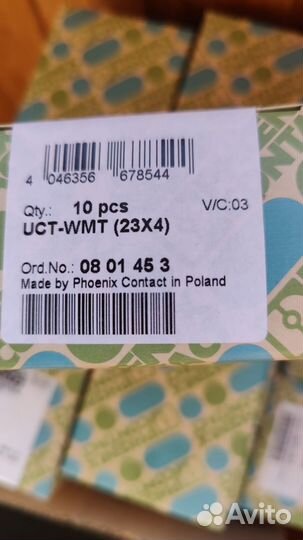 4 046356 678544
Qty.: 10 pcs V/C:03
UCT-WMT (23X4)
Ord.No.: 08 01 45 3
Made by Phoenix Contact in Poland
Avito